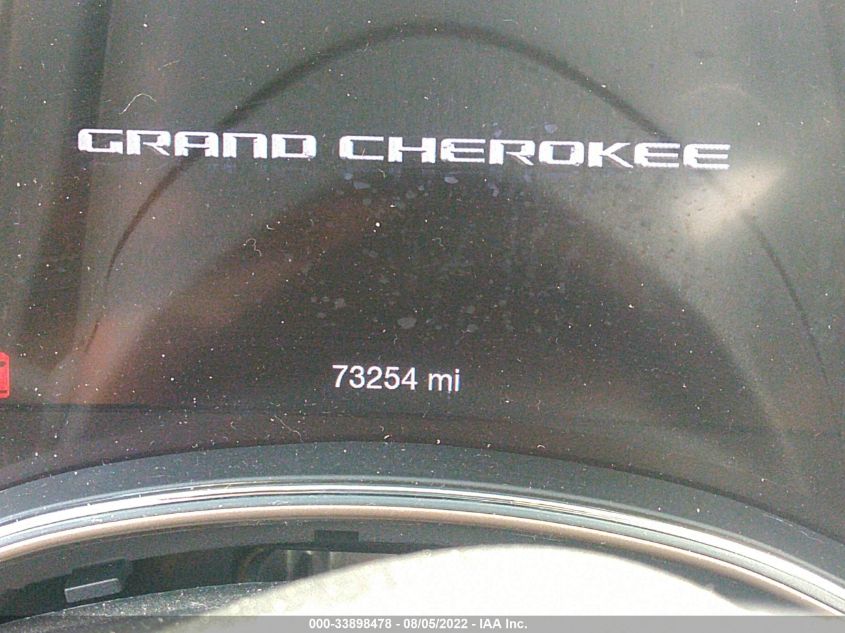 GRAND CHEROKEE
73254 mi
000-33898478 - 08/05/2022 - IAA Inc.